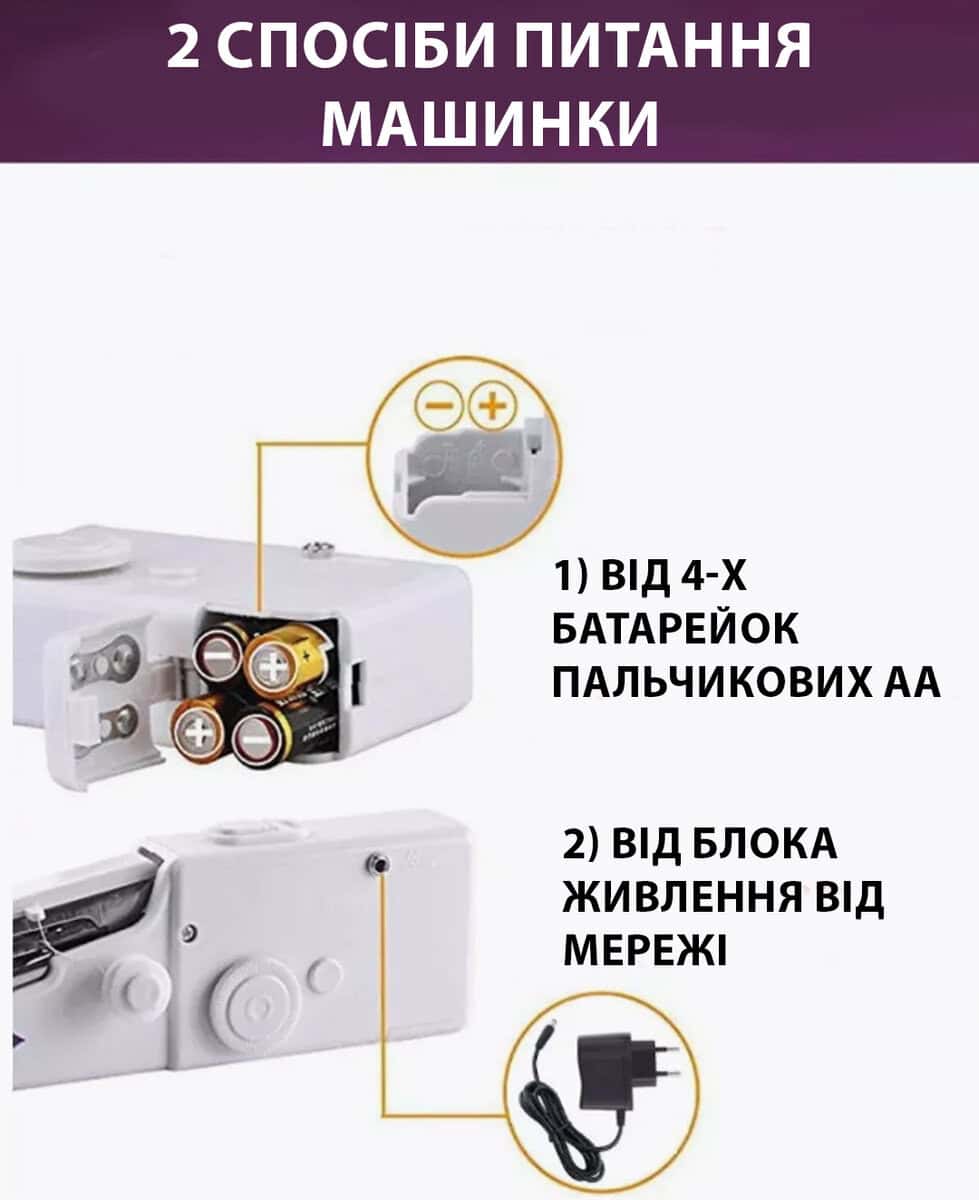 2 СПОСІБИ ПИТАННЯ
МАШИНКИ
1) ВІД 4-Х
БАТАРЕЙОК
ПАЛЬЧИКОВИХ АА
2) ВІД БЛОКА
ЖИВЛЕННЯ ВІД
МЕРЕЖІ